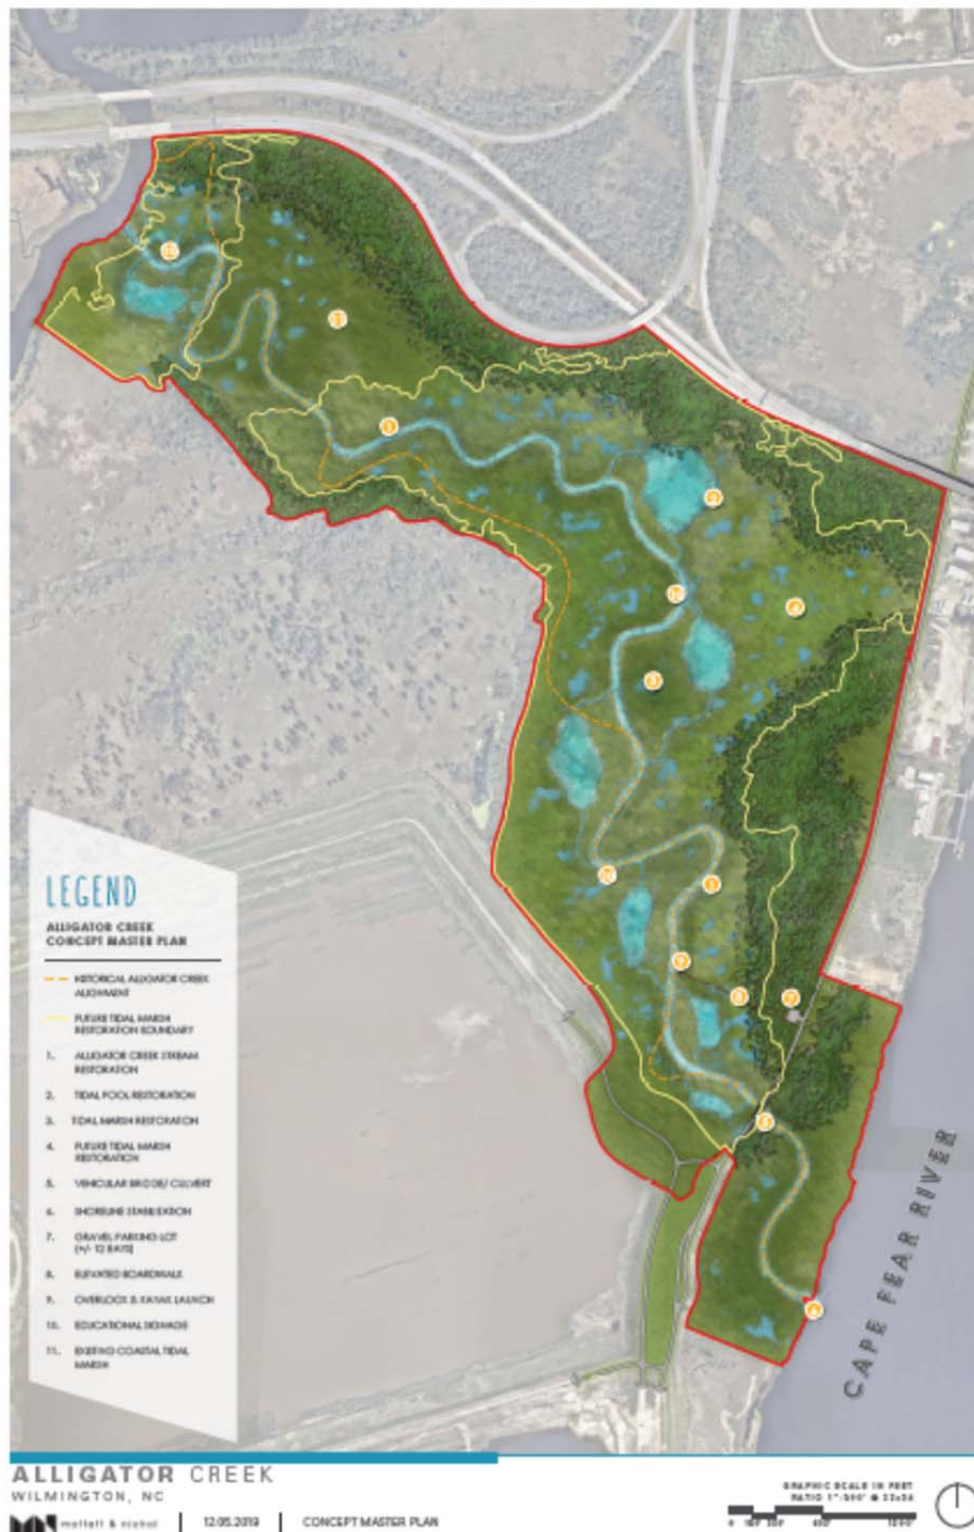 CAPE FEAR RIVER
LEGEND
ALLIGATOR CREEK
CONCEPT MASTER PLAN
HISTORICAL ALLIGATOR CREEK
ALIGNMENT
FUTURE TIDAL MARSH
RESTORATION BOUNDARY
1. ALLIGATOR CREEK STREAM
RESTORATION
2. TIDAL POOL RESTORATION
3. TIDAL MARSH RESTORATION
4. FUTURE TIDAL MARSH
RESTORATION
5. VEHICULAR BRIDGE/ CULVERT
6. SHORELINE STABILIZATION
7. GRAVEL PARKING LOT
(+/- 12 BAYS)
8. ELEVATED BOARDWALK
9. OVERLOOK & KAYAK LAUNCH
10. EDUCATIONAL SIGNAGE
11. EXISTING COASTAL TIDAL
MARSH
ALLIGATOR CREEK
WILMINGTON, NC
moffatt & nichol
12.05.2019
CONCEPT MASTER PLAN
GRAPHIC SCALE IN FEET